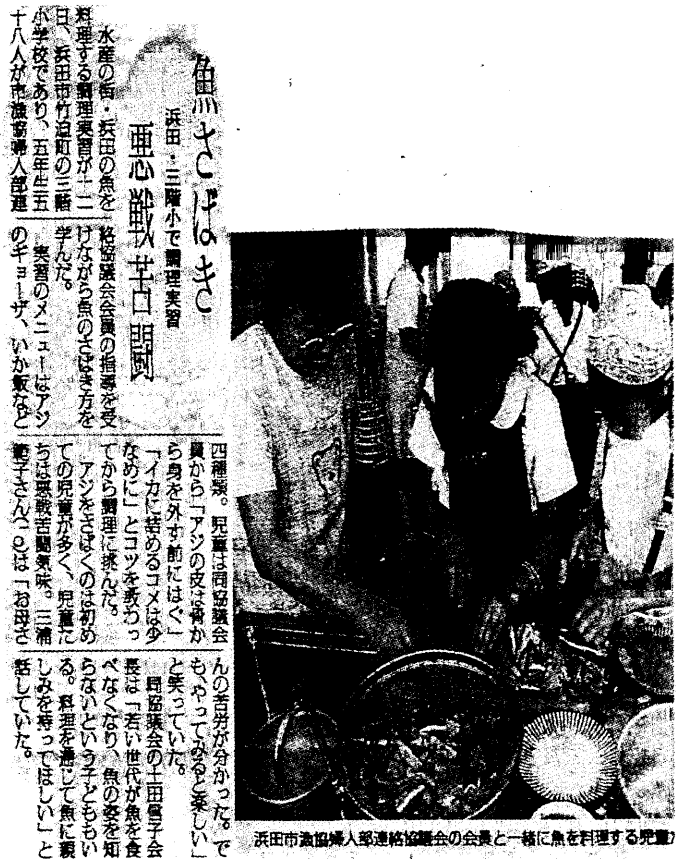 魚さばき
浜田・三階小で調理実習
悪戦苦闘
水産の街・浜田の魚を
料理する調理実習が十二
日、浜田市竹迫町の三階
小学校であり、五年生五
十八人が市漁協婦人部連
絡協議会会員の指導を受
けながら魚のさばき方を
学んだ。
実習のメニューはアジ
のギョーザ、いか飯など
四種類。児童は同協議会
員から「アジの皮は骨か
ら身を外す前にはぐ」
「イカに詰めるコメは少
なめに」とコツを教わっ
てから調理に挑んだ。
アジをさばくのは初め
ての児童が多く、児童た
ちは悪戦苦闘気味。三浦
範子さん は「お母さ
んの苦労が分かった。で
も、やってみると楽しい」
と笑っていた。
同協議会の土田 子会
長は「若い世代が魚を食
べなくなり、魚の姿を知
らないという子どももい
る。料理を通じて魚に親
しみを持ってほしい」と
話していた。
浜田市漁協婦人部連絡協議会の会員と一緒に魚を料理する児童